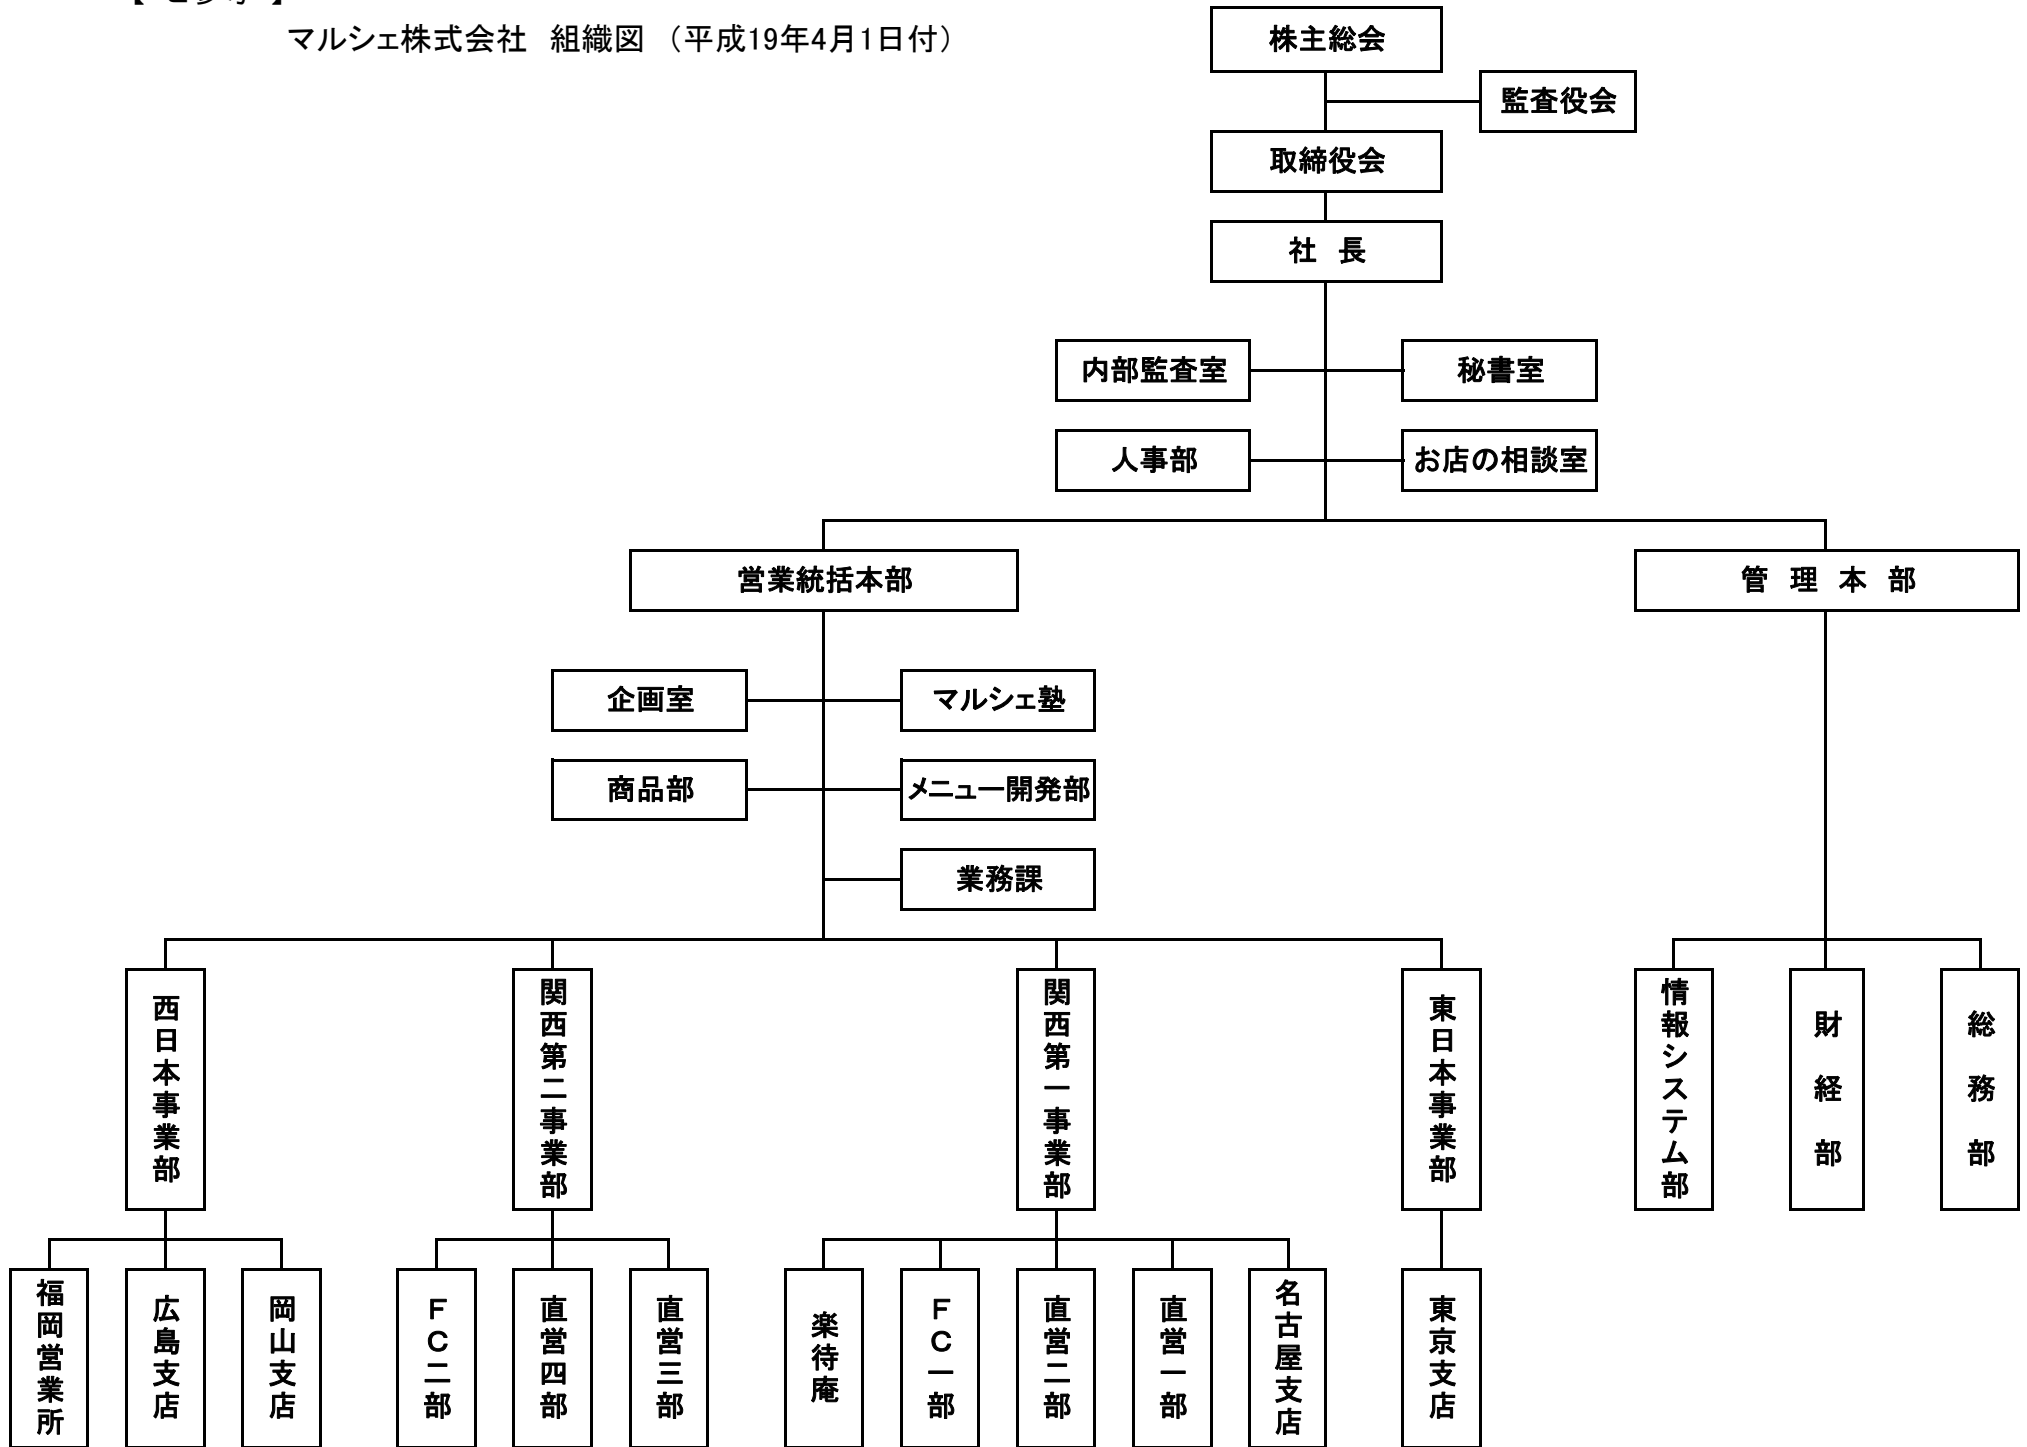 【 ご参考 】
マルシェ株式会社 組織図 （平成19年4月1日付）
株主総会
監査役会
取締役会
社 長
内部監査室
秘書室
人事部
お店の相談室
営業統括本部
管 理 本 部
企画室
マルシェ塾
商品部
メニュー開発部
業務課
西日本事業部
関西第二事業部
関西第一事業部
東日本事業部
情報システム部
財経部
総務部
福岡営業所
広島支店
岡山支店
ＦＣ二部
直営四部
直営三部
楽待庵
ＦＣ一部
直営二部
直営一部
名古屋支店
東京支店